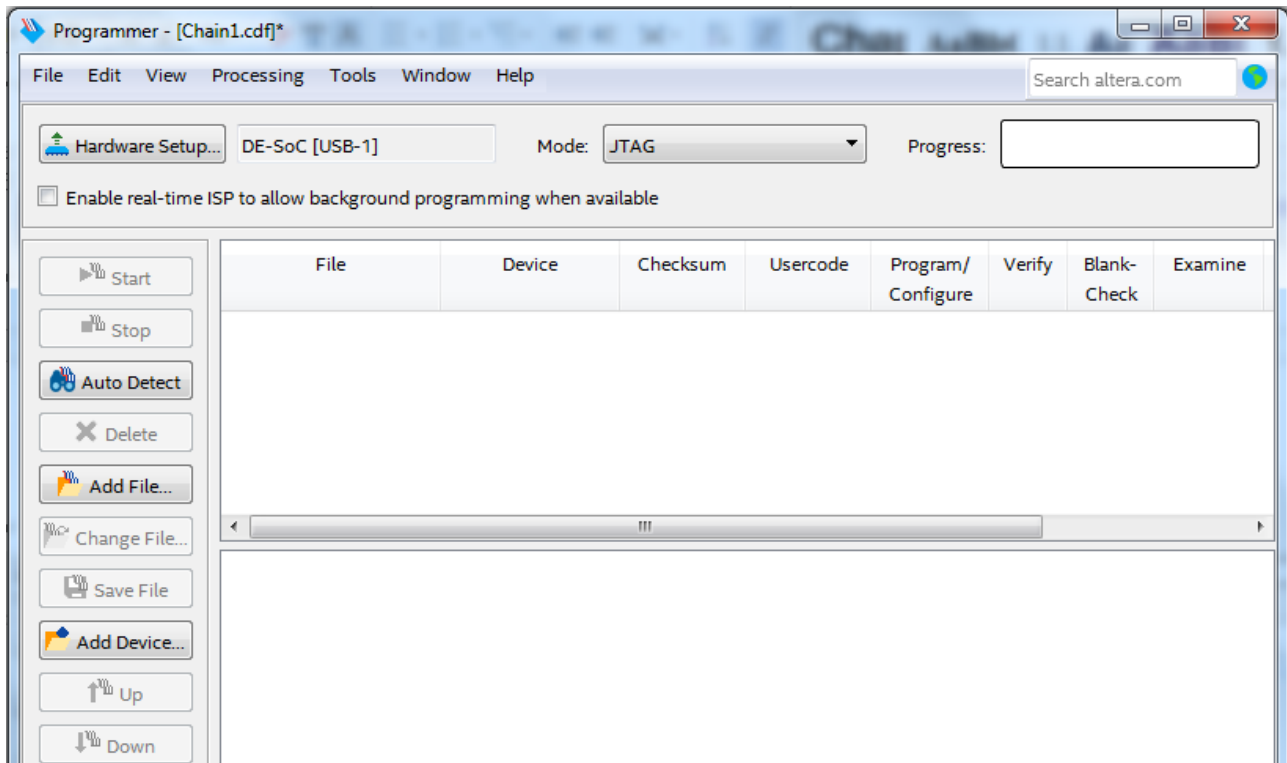 Programmer - [Chain1.cdf]*
File Edit View Processing Tools Window Help
Search altera.com
Hardware Setup... DE-SoC [USB-1] Mode: JTAG Progress:
Enable real-time ISP to allow background programming when available
Start
Stop
Auto Detect
Delete
Add File...
Change File...
Save File
Add Device...
Up
Down
File Device Checksum Usercode Program/ Verify Blank- Examine
Configure Check